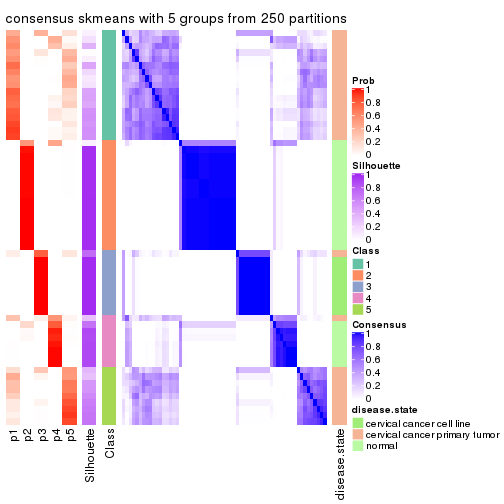 consensus skmeans with 5 groups from 250 partitions
Prob
1
0.8
0.6
0.4
0.2
0
Silhouette
1
0.8
0.6
0.4
0.2
0
Class
1
2
3
4
5
Consensus
1
0.8
0.6
0.4
0.2
0
disease.state
cervical cancer cell line
cervical cancer primary tumor
normal
p1
p2
p3
p4
p5
Silhouette
Class
disease.state